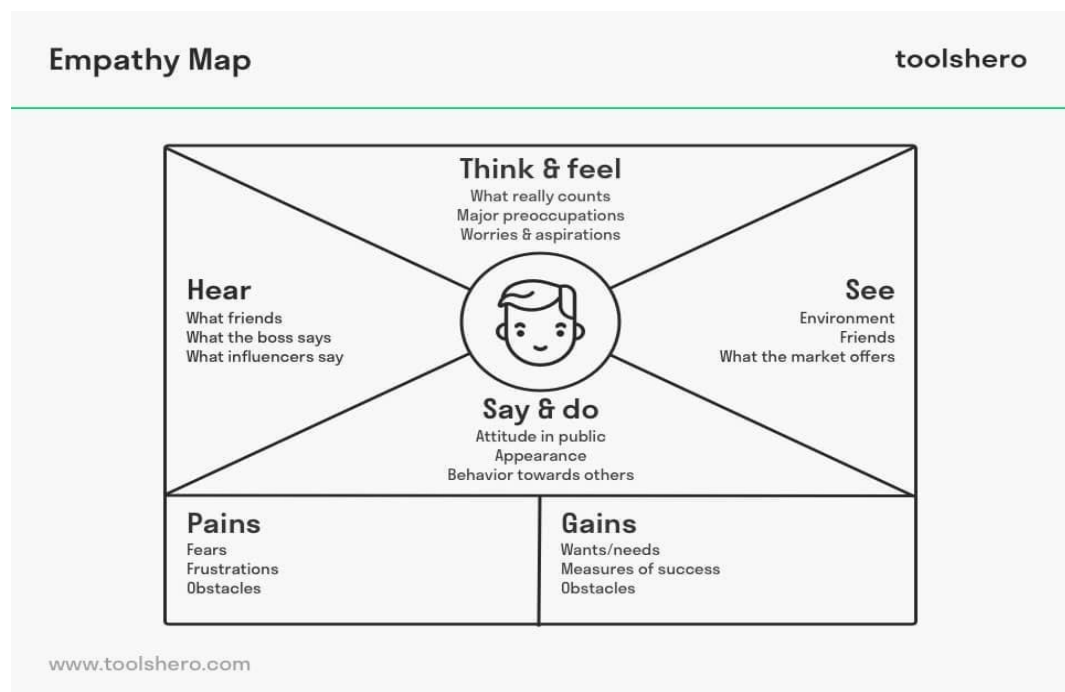 Empathy Map
toolshero
Think & feel
What really counts
Major preoccupations
Worries & aspirations
Hear
What friends
What the boss says
What influencers say
See
Environment
Friends
What the market offers
Say & do
Attitude in public
Appearance
Behavior towards others
Pains
Fears
Frustrations
Obstacles
Gains
Wants/needs
Measures of success
Obstacles
www.toolshero.com